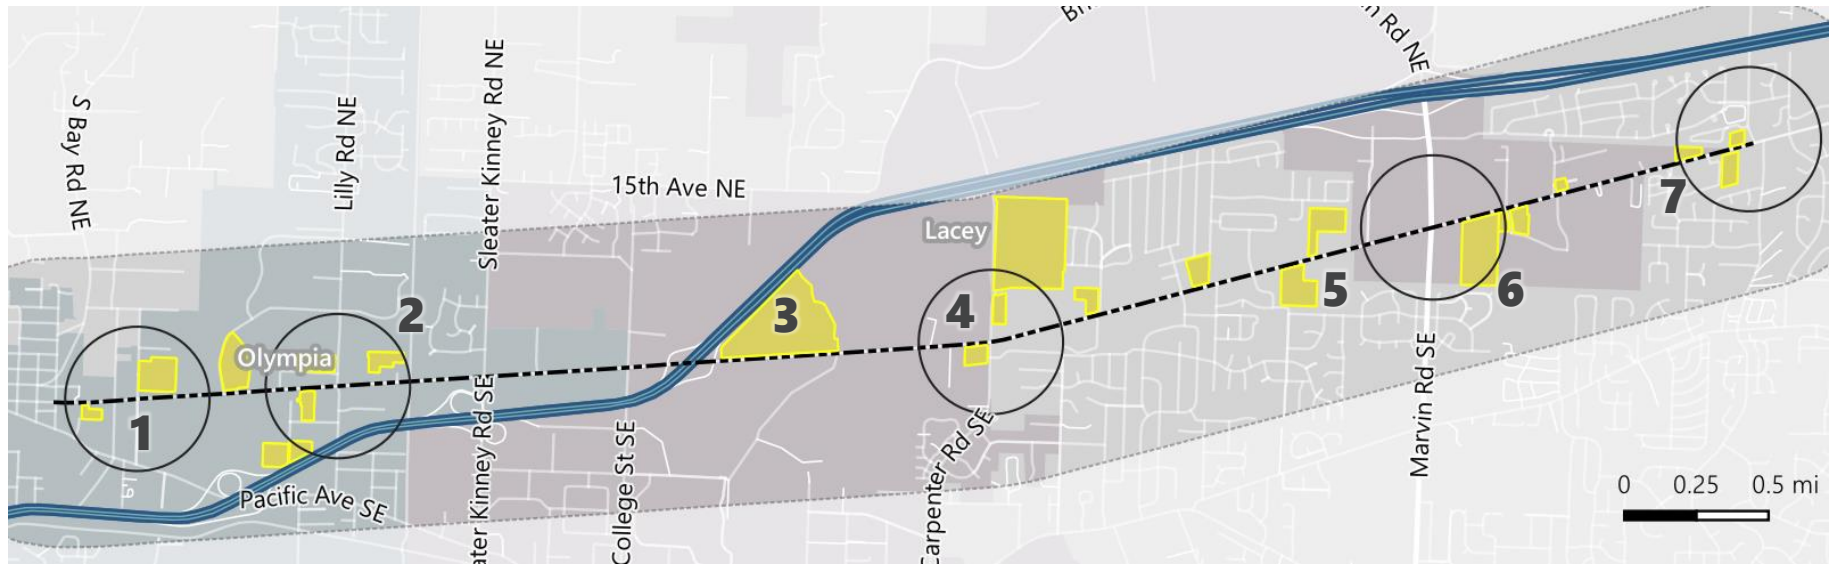 S Bay Rd NE
Lilly Rd NE
Sleater Kinney Rd NE
15th Ave NE
Bri
n Rd NE
Lacey
Olympia
1
2
3
4
5
6
7
Pacific Ave SE
ater Kinney Rd SE
College St SE
Carpenter Rd SE
Marvin Rd SE
0 0.25 0.5 mi